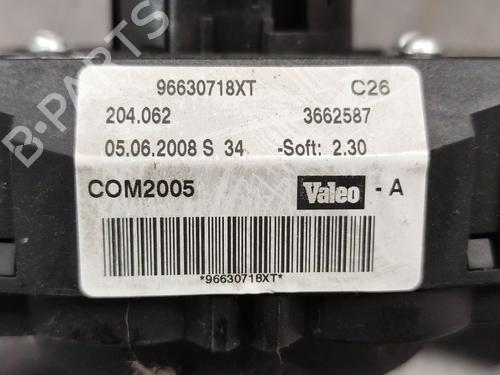 B-PARTS
96630718XT C26
204.062 3662587
05.06.2008 S 34 -Soft: 2.30
COM2005 Valeo - A
*96630718XT*